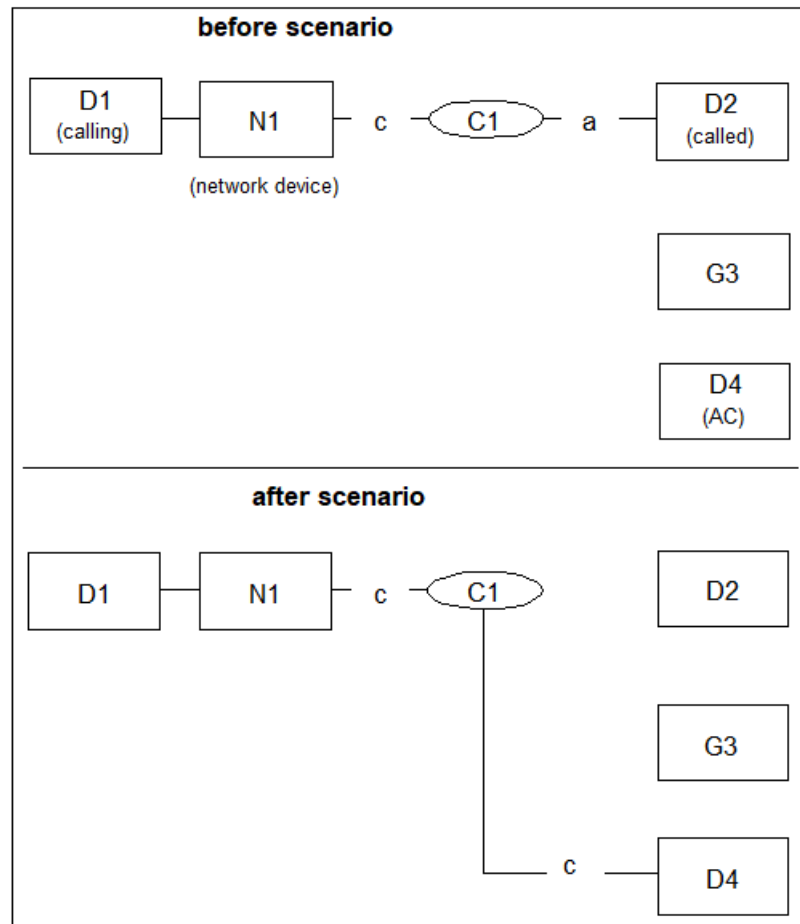 before scenario
D1
(calling)
N1
c
C1
a
D2
(called)
(network device)
G3
D4
(AC)
after scenario
D1
N1
c
C1
D2
G3
c
D4